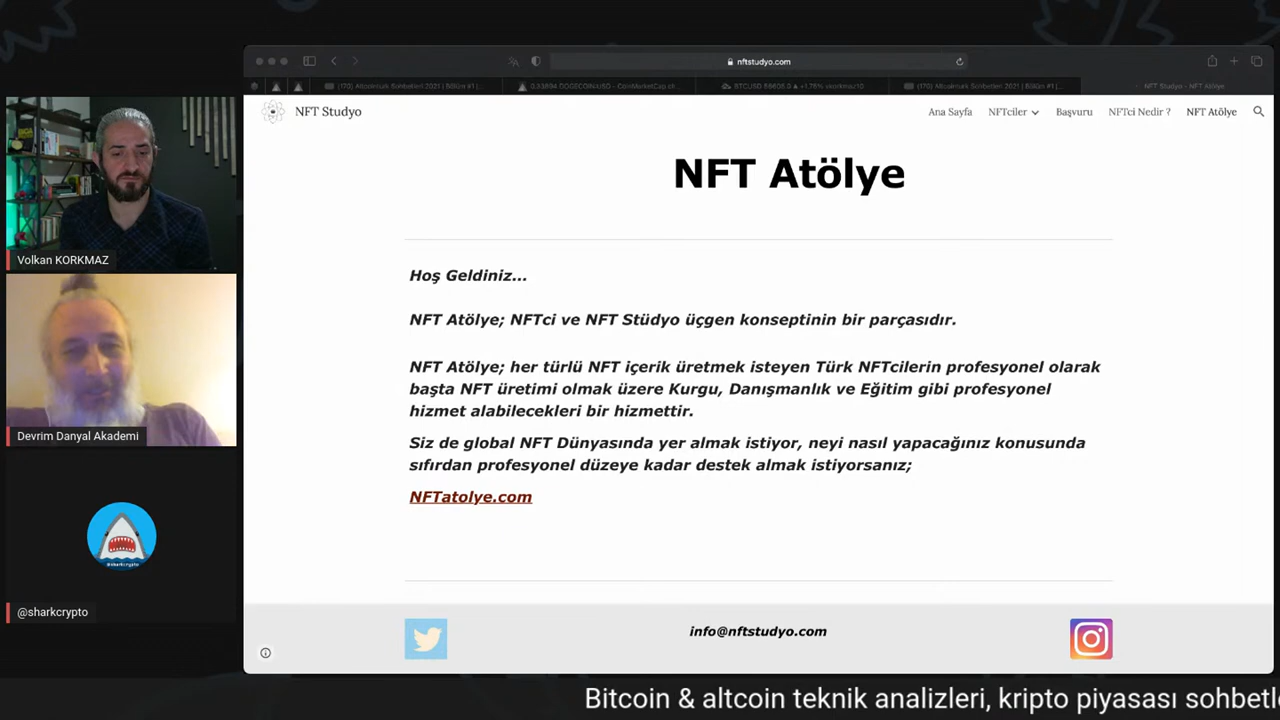 nftstudyo.com
NFT Studyo
Ana Sayfa
NFTciler
Başvuru
NFTci Nedir ?
NFT Atölye
NFT Atölye
Hoş Geldiniz...
NFT Atölye; NFTci ve NFT Stüdyo üçgen konseptinin bir parçasıdır.
NFT Atölye; her türlü NFT içerik üretmek isteyen Türk NFTcilerin profesyonel olarak
başta NFT üretimi olmak üzere Kurgu, Danışmanlık ve Eğitim gibi profesyonel
hizmet alabilecekleri bir hizmettir.
Siz de global NFT Dünyasında yer almak istiyor, neyi nasıl yapacağınız konusunda
sıfırdan profesyonel düzeye kadar destek almak istiyorsanız;
NFTatolye.com
info@nftstudyo.com
Volkan KORKMAZ
Devrim Danyal Akademi
@sharkcrypto
Bitcoin & altcoin teknik analizleri, kripto piyasası sohbetl